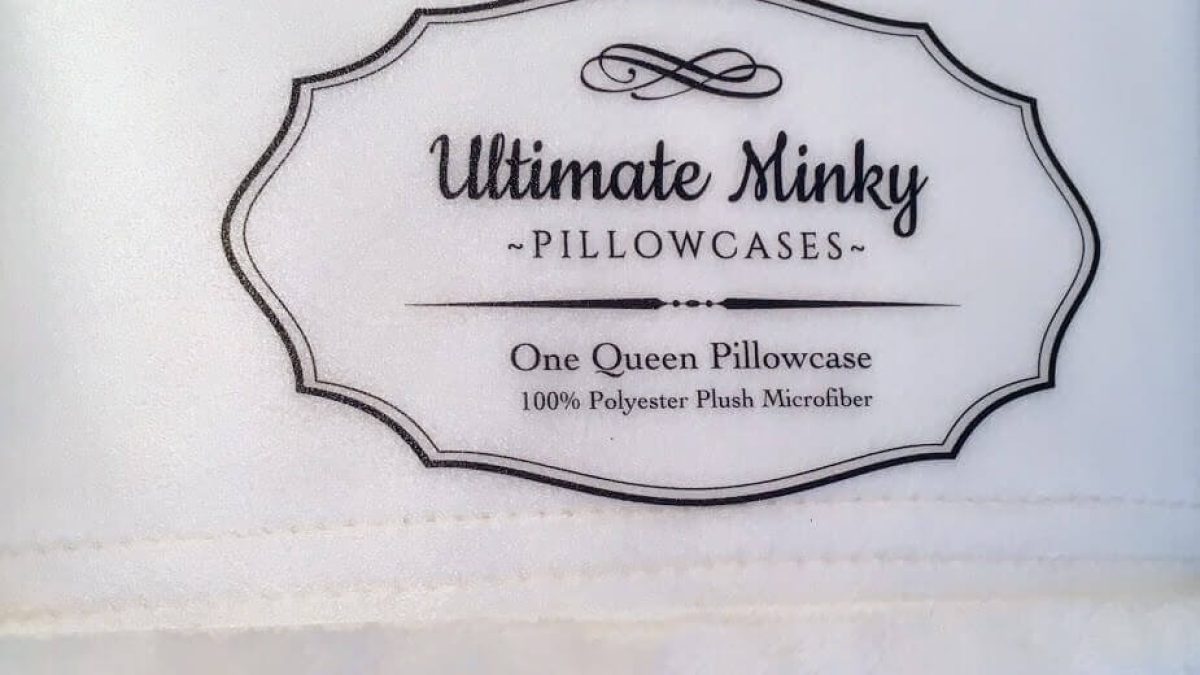 Ultimate Minky
~PILLOWCASES~
One Queen Pillowcase
100% Polyester Plush Microfiber